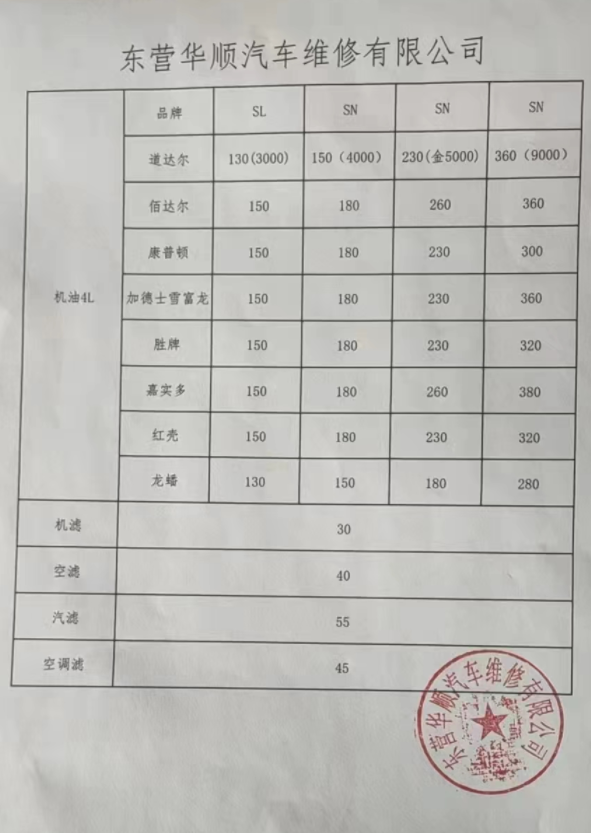 东营华顺汽车维修有限公司
机油4L
品牌 SL SN SN SN
道达尔 130(3000) 150（4000） 230(金5000) 360（9000）
佰达尔 150 180 260 360
康普顿 150 180 230 300
加德士雪富龙 150 180 230 360
胜牌 150 180 230 320
嘉实多 150 180 260 380
红壳 150 180 230 320
龙蟠 130 150 180 280
机滤 30
空滤 40
汽滤 55
空调滤 45
东营华顺汽车维修有限公司